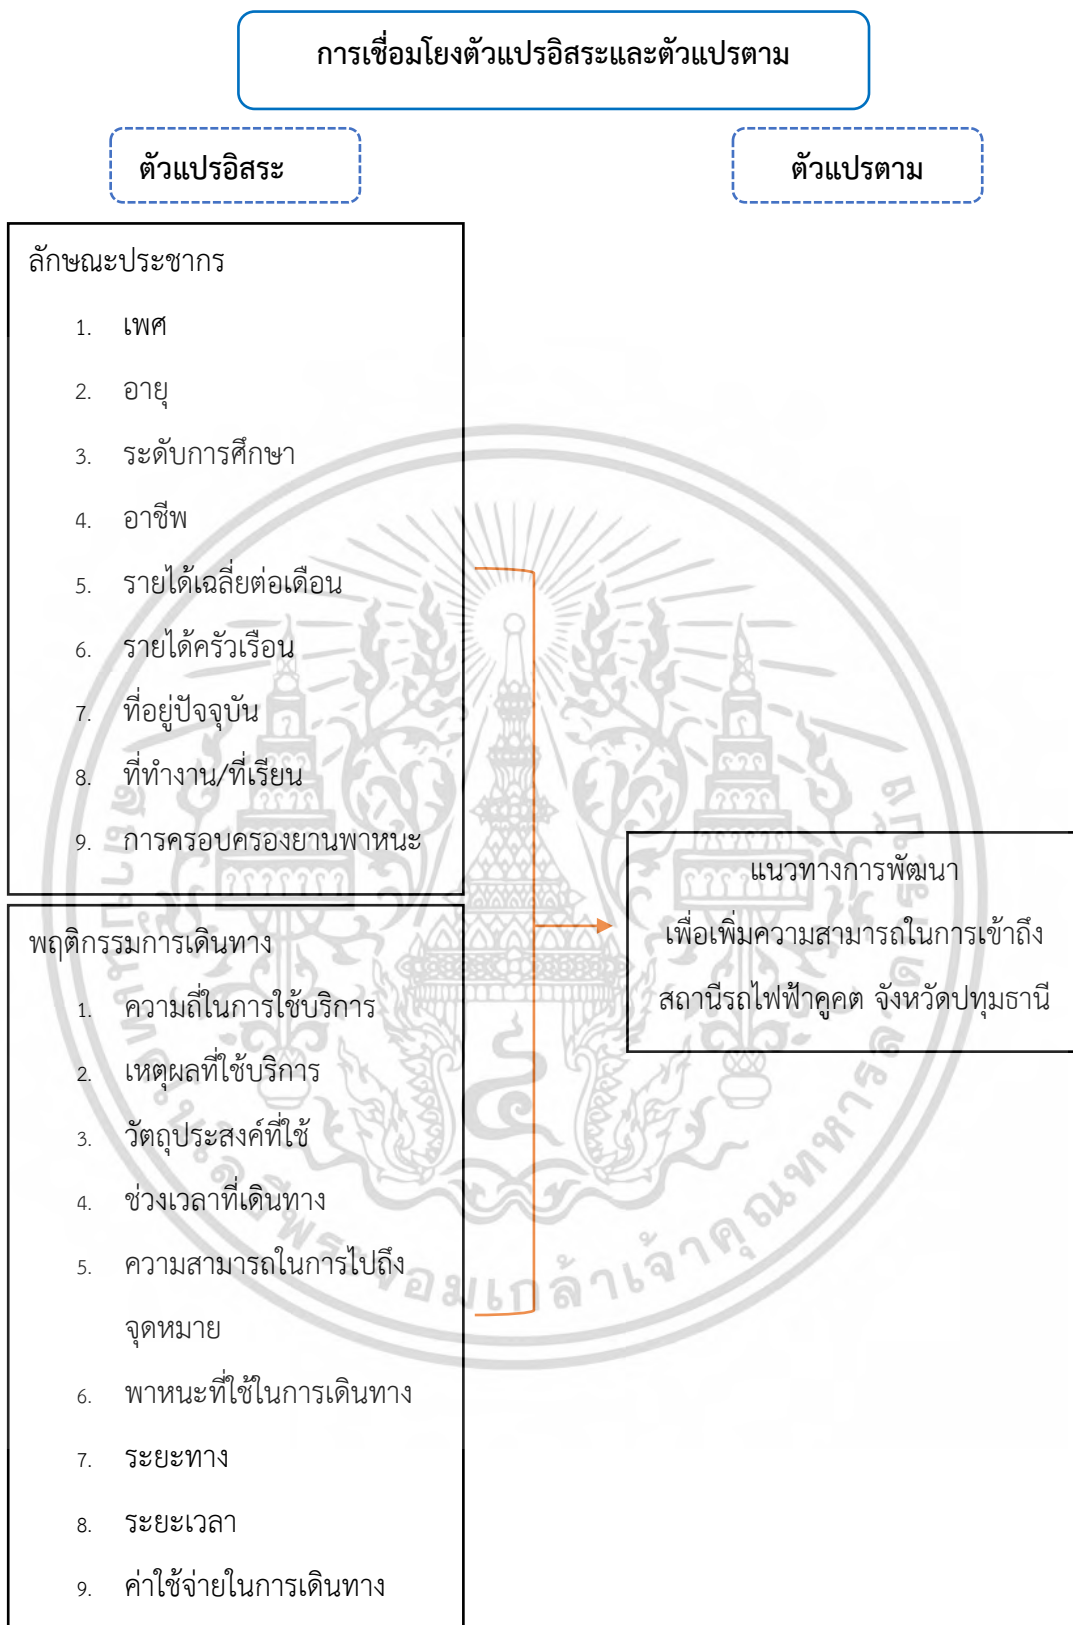 การเชื่อมโยงตัวแปรอิสระและตัวแปรตาม
ตัวแปรอิสระ
ตัวแปรตาม
ลักษณะประชากร
1. เพศ
2. อายุ
3. ระดับการศึกษา
4. อาชีพ
5. รายได้เฉลี่ยต่อเดือน
6. รายได้ครัวเรือน
7. ที่อยู่ปัจจุบัน
8. ที่ทำงาน/ที่เรียน
9. การครอบครองยานพาหนะ
พฤติกรรมการเดินทาง
1. ความถี่ในการใช้บริการ
2. เหตุผลที่ใช้บริการ
3. วัตถุประสงค์ที่ใช้
4. ช่วงเวลาที่เดินทาง
5. ความสามารถในการไปถึง
จุดหมาย
6. พาหนะที่ใช้ในการเดินทาง
7. ระยะทาง
8. ระยะเวลา
9. ค่าใช้จ่ายในการเดินทาง
แนวทางการพัฒนา
เพื่อเพิ่มความสามารถในการเข้าถึง
สถานีรถไฟฟ้าคูคต จังหวัดปทุมธานี
พระจอมเกล้าเจ้าคุณทหาร